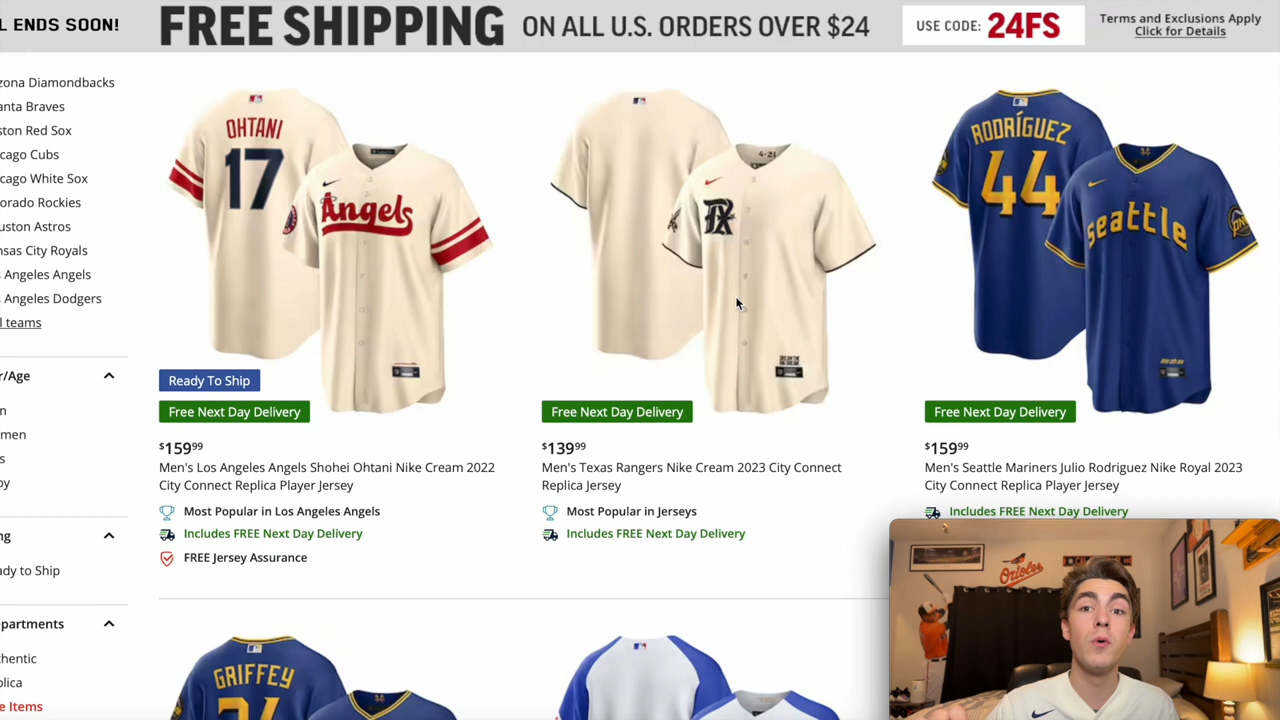 L ENDS SOON!
FREE SHIPPING ON ALL U.S. ORDERS OVER $24
USE CODE: 24FS
Terms and Exclusions Apply
Click for Details
zona Diamondbacks
anta Braves
ston Red Sox
cago Cubs
cago White Sox
orado Rockies
uston Astros
nsas City Royals
s Angeles Angels
s Angeles Dodgers
l teams
r/Age
n
men
s
by
ng
ady to Ship
partments
thentic
plica
e Items
OHTANI
17
Angels
Ready To Ship
Free Next Day Delivery
$159.99
Men's Los Angeles Angels Shohei Ohtani Nike Cream 2022
City Connect Replica Player Jersey
Most Popular in Los Angeles Angels
Includes FREE Next Day Delivery
FREE Jersey Assurance
4-21
TX
Free Next Day Delivery
$139.99
Men's Texas Rangers Nike Cream 2023 City Connect
Replica Jersey
Most Popular in Jerseys
Includes FREE Next Day Delivery
RODRÍGUEZ
44
seattle
Free Next Day Delivery
$159.99
Men's Seattle Mariners Julio Rodriguez Nike Royal 2023
City Connect Replica Player Jersey
Includes FREE Next Day Delivery
GRIFFEY
Orioles